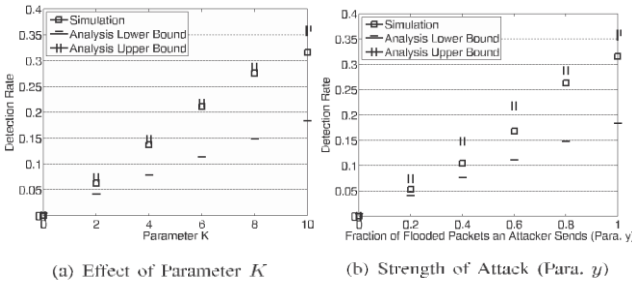 0.4
0.35
0.3
0.25
0.2
0.15
0.1
0.05
0
Detection Rate
Simulation
Analysis Lower Bound
Analysis Upper Bound
0 2 4 6 8 10
Parameter K
(a) Effect of Parameter K
0.4
0.35
0.3
0.25
0.2
0.15
0.1
0.05
0
Detection Rate
Simulation
Analysis Lower Bound
Analysis Upper Bound
0 0.2 0.4 0.6 0.8 1
Fraction of Flooded Packets an Attacker Sends (Para. y)
(b) Strength of Attack (Para. y)